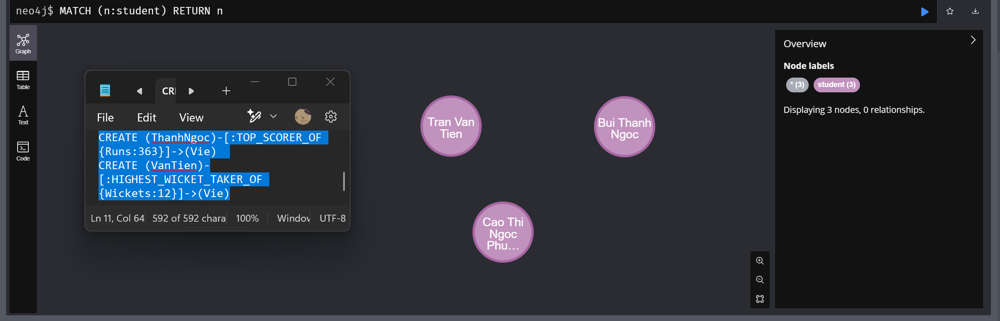 neo4j$ MATCH (n:student) RETURN n
Graph
Table
Text
Code
CRE
File Edit View
CREATE (ThanhNgoc)-[:TOP_SCORER_OF
{Runs:363}]->(Vie)
CREATE (VanTien)-
[:HIGHEST_WICKET_TAKER_OF
{Wickets:12}]->(Vie)
Ln 11, Col 64 592 of 592 chara 100% Window UTF-8
Tran Van
Tien
Bui Thanh
Ngoc
Cao Thi
Ngoc
Phu...
Overview
Node labels
* (3) student (3)
Displaying 3 nodes, 0 relationships.